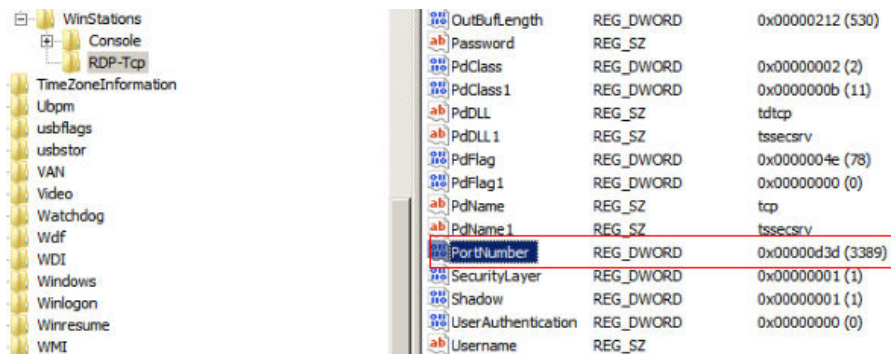 WinStations
Console
RDP-Tcp
TimeZoneInformation
Ubpm
usbflags
usbstor
VAN
Video
Watchdog
Wdf
WDI
Windows
Winlogon
Winresume
WMI
OutBufLength REG_DWORD 0x00000212 (530)
Password REG_SZ
PdClass REG_DWORD 0x00000002 (2)
PdClass1 REG_DWORD 0x0000000b (11)
PdDLL REG_SZ tdtcp
PdDLL1 REG_SZ tssecsrv
PdFlag REG_DWORD 0x0000004e (78)
PdFlag1 REG_DWORD 0x00000000 (0)
PdName REG_SZ tcp
PdName1 REG_SZ tssecsrv
PortNumber REG_DWORD 0x00000d3d (3389)
SecurityLayer REG_DWORD 0x00000001 (1)
Shadow REG_DWORD 0x00000001 (1)
UserAuthentication REG_DWORD 0x00000000 (0)
Username REG_SZ